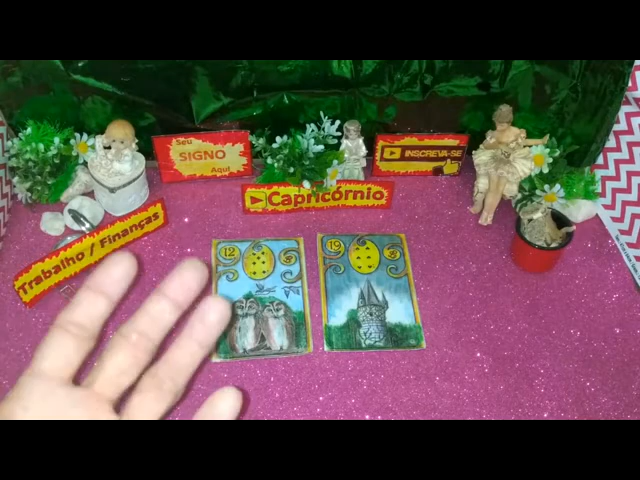 Seu
SIGNO
Aqui
INSCREVA-SE
Capricórnio
Trabalho / Finanças
12
19